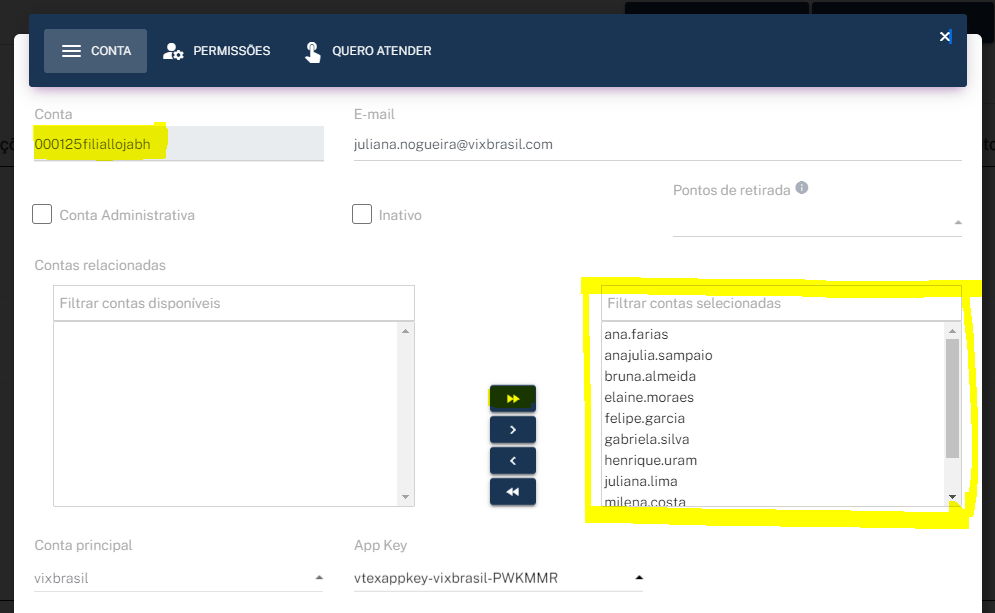 CONTA
PERMISSÕES
QUERO ATENDER
Conta
E-mail
000125filiallojabh
juliana.nogueira@vixbrasil.com
Pontos de retirada
Conta Administrativa
Inativo
Contas relacionadas
Filtrar contas disponíveis
Filtrar contas selecionadas
ana.farias
anajulia.sampaio
bruna.almeida
elaine.moraes
felipe.garcia
gabriela.silva
henrique.uram
juliana.lima
milena.costa
Conta principal
App Key
vixbrasil
vtexappkey-vixbrasil-PWKMMR